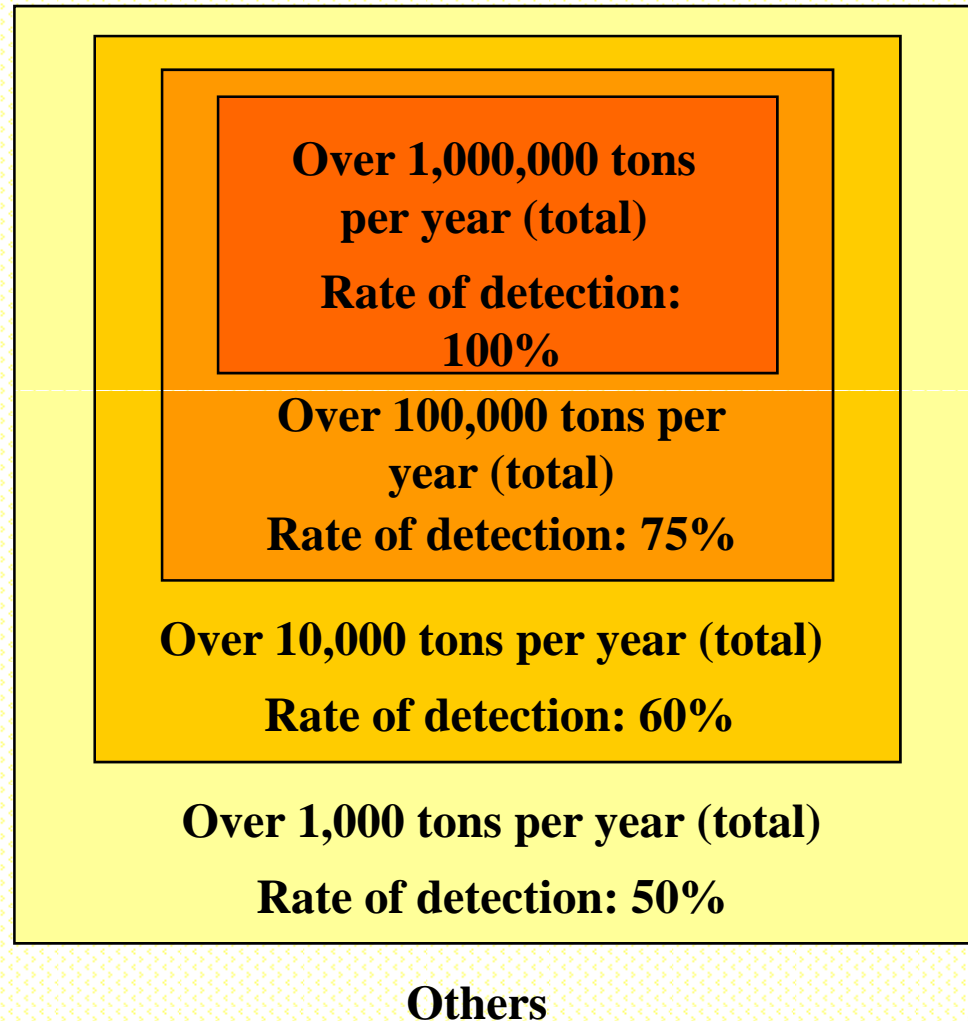 Over 1,000,000 tons
per year (total)
Rate of detection:
100%
Over 100,000 tons per
year (total)
Rate of detection: 75%
Over 10,000 tons per year (total)
Rate of detection: 60%
Over 1,000 tons per year (total)
Rate of detection: 50%
Others